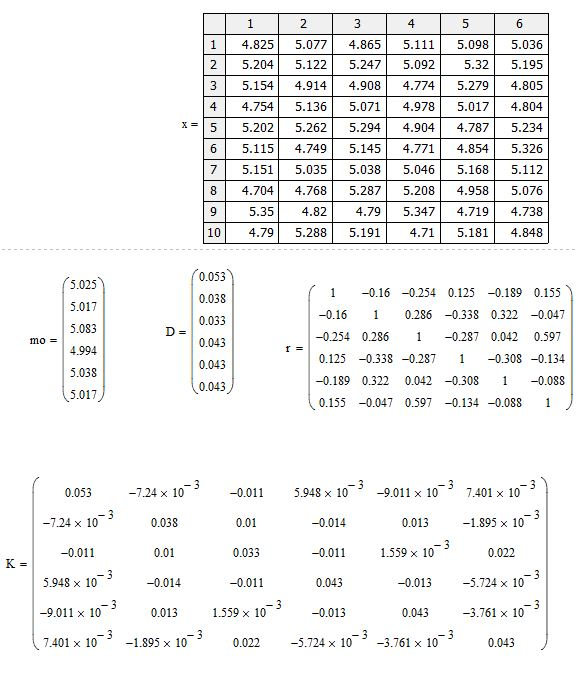 1 2 3 4 5 6
1 4.825 5.077 4.865 5.111 5.098 5.036
2 5.204 5.122 5.247 5.092 5.32 5.195
3 5.154 4.914 4.908 4.774 5.279 4.805
4 4.754 5.136 5.071 4.978 5.017 4.804
x = 5 5.202 5.262 5.294 4.904 4.787 5.234
6 5.115 4.749 5.145 4.771 4.854 5.326
7 5.151 5.035 5.038 5.046 5.168 5.112
8 4.704 4.768 5.287 5.208 4.958 5.076
9 5.35 4.82 4.79 5.347 4.719 4.738
10 4.79 5.288 5.191 4.71 5.181 4.848
mo =
5.025
5.017
5.083
4.994
5.038
5.017
D =
0.053
0.038
0.033
0.043
0.043
0.043
r =
1 −0.16 −0.254 0.125 −0.189 0.155
−0.16 1 0.286 −0.338 0.322 −0.047
−0.254 0.286 1 −0.287 0.042 0.597
0.125 −0.338 −0.287 1 −0.308 −0.134
−0.189 0.322 0.042 −0.308 1 −0.088
0.155 −0.047 0.597 −0.134 −0.088 1
K =
0.053 −7.24 × 10⁻³ −0.011 5.948 × 10⁻³ −9.011 × 10⁻³ 7.401 × 10⁻³
−7.24 × 10⁻³ 0.038 0.01 −0.014 0.013 −1.895 × 10⁻³
−0.011 0.01 0.033 −0.011 1.559 × 10⁻³ 0.022
5.948 × 10⁻³ −0.014 −0.011 0.043 −0.013 −5.724 × 10⁻³
−9.011 × 10⁻³ 0.013 1.559 × 10⁻³ −0.013 0.043 −3.761 × 10⁻³
7.401 × 10⁻³ −1.895 × 10⁻³ 0.022 −5.724 × 10⁻³ −3.761 × 10⁻³ 0.043